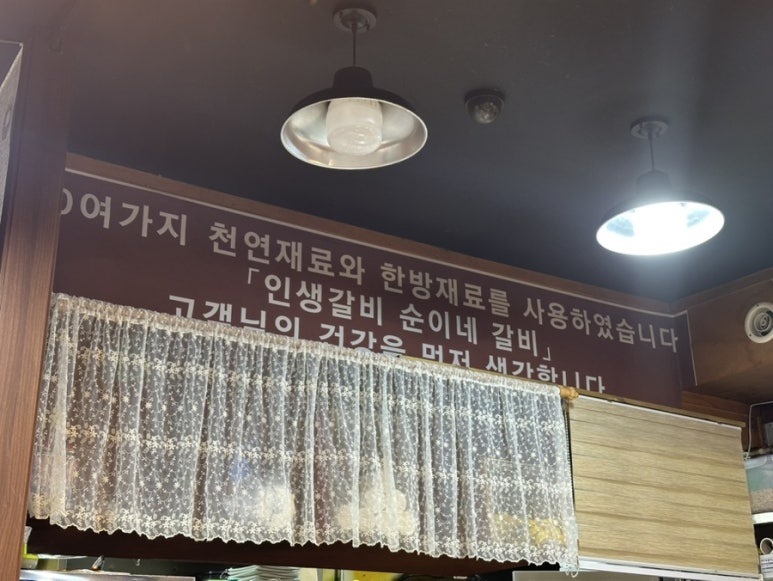 0여가지 천연재료와 한방재료를 사용하였습니다
「인생갈비 순이네 갈비」
고객님의 건강을 먼저 생각합니다